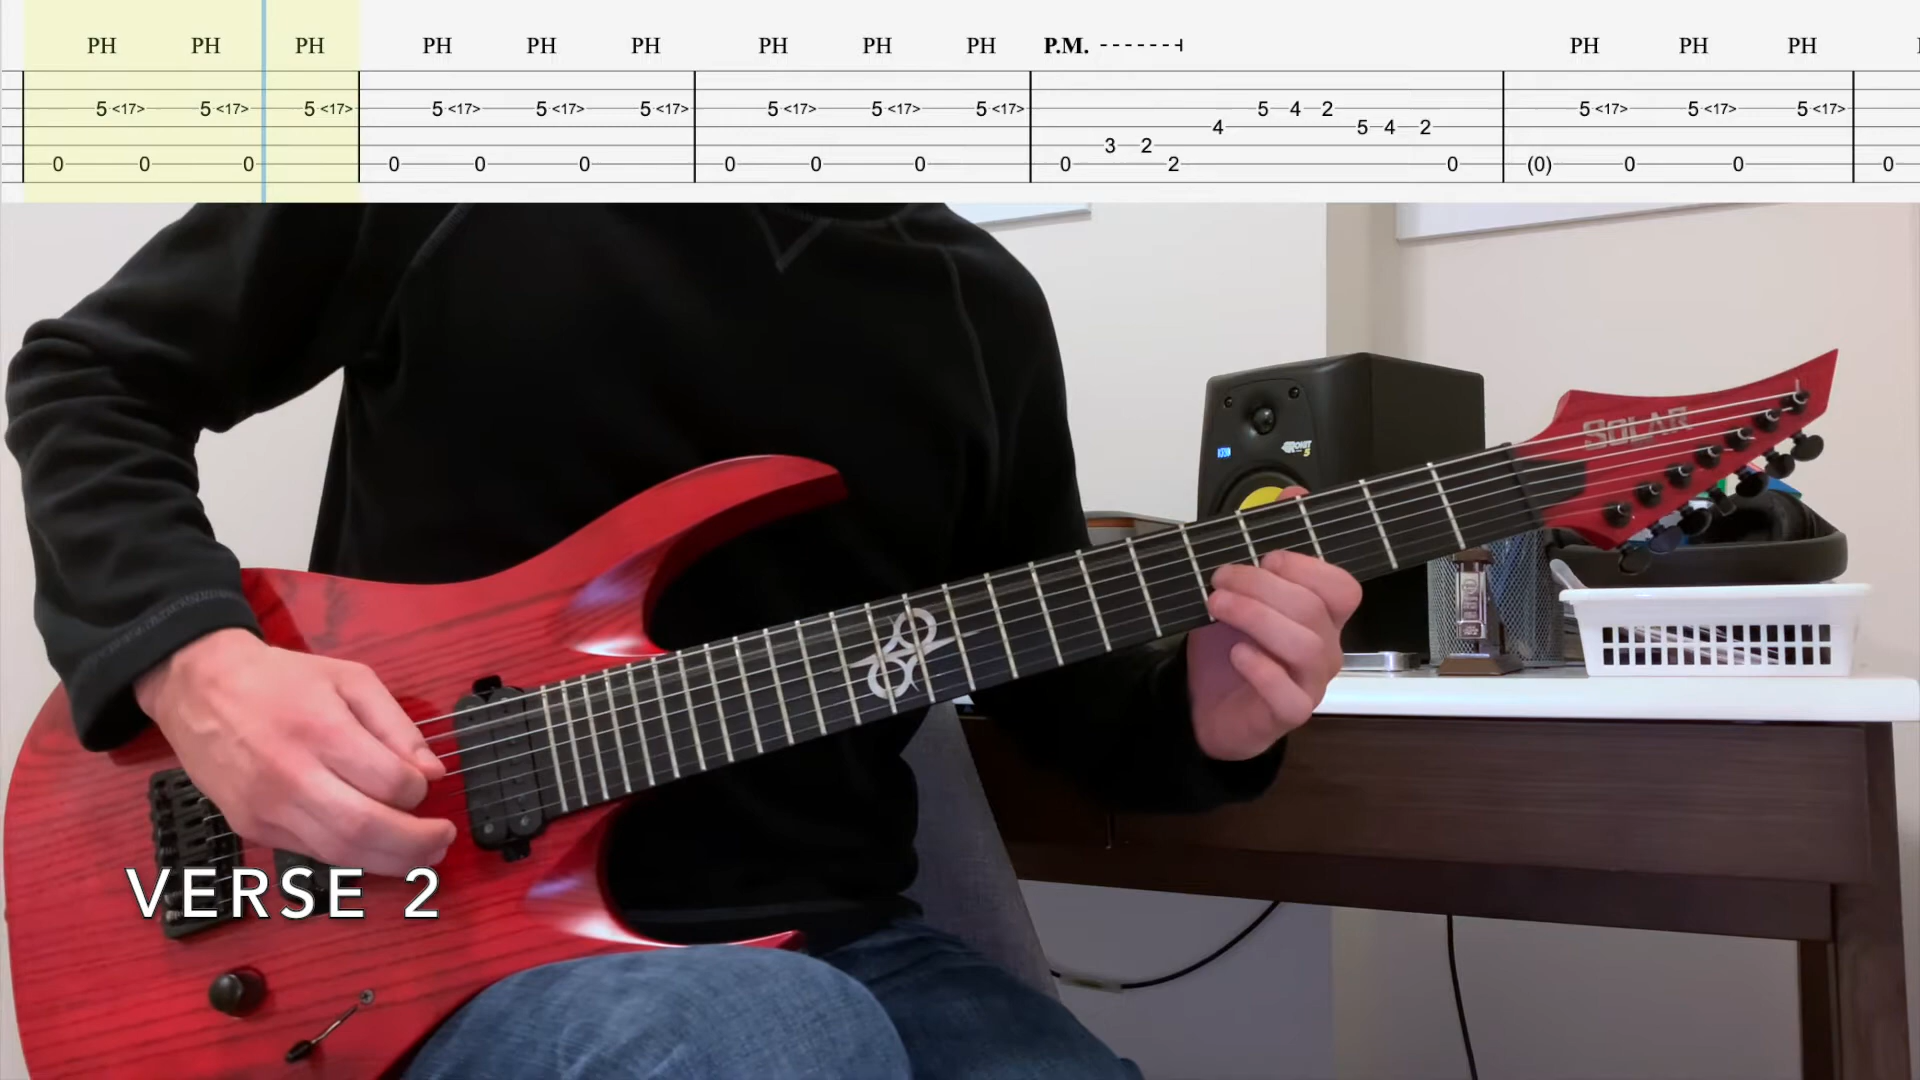 PH PH PH PH PH PH PH PH PH P.M. PH PH PH
5 <17> 5 <17> 5 <17> 5 <17> 5 <17> 5 <17> 5 <17> 5 <17> 5 <17> 5 4 2 5 <17> 5 <17> 5 <17>
4 5 4 2
3 2
0 0 0 0 0 0 0 0 0 0 2 0 (0) 0 0 0
SOLAR
ROKIT
5
KRK
VERSE 2